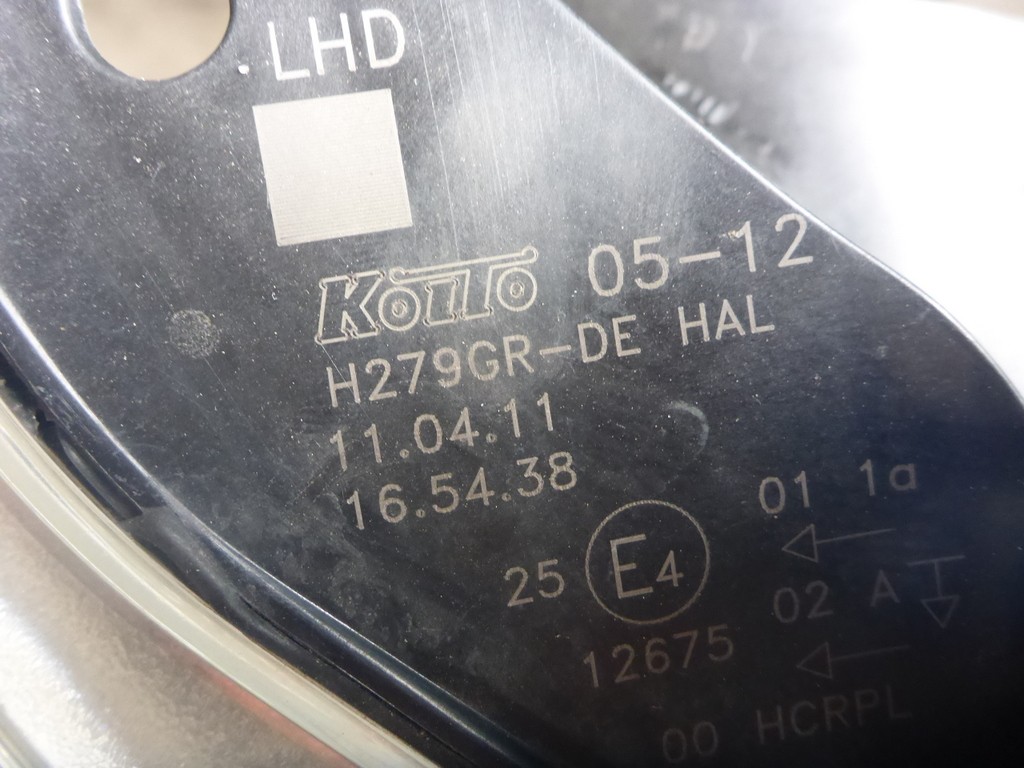 LHD
KOITO 05-12
H279GR-DE HAL
11.04.11
16.54.38
01 1a
25 E4
02 A
12675
00 HCRPL